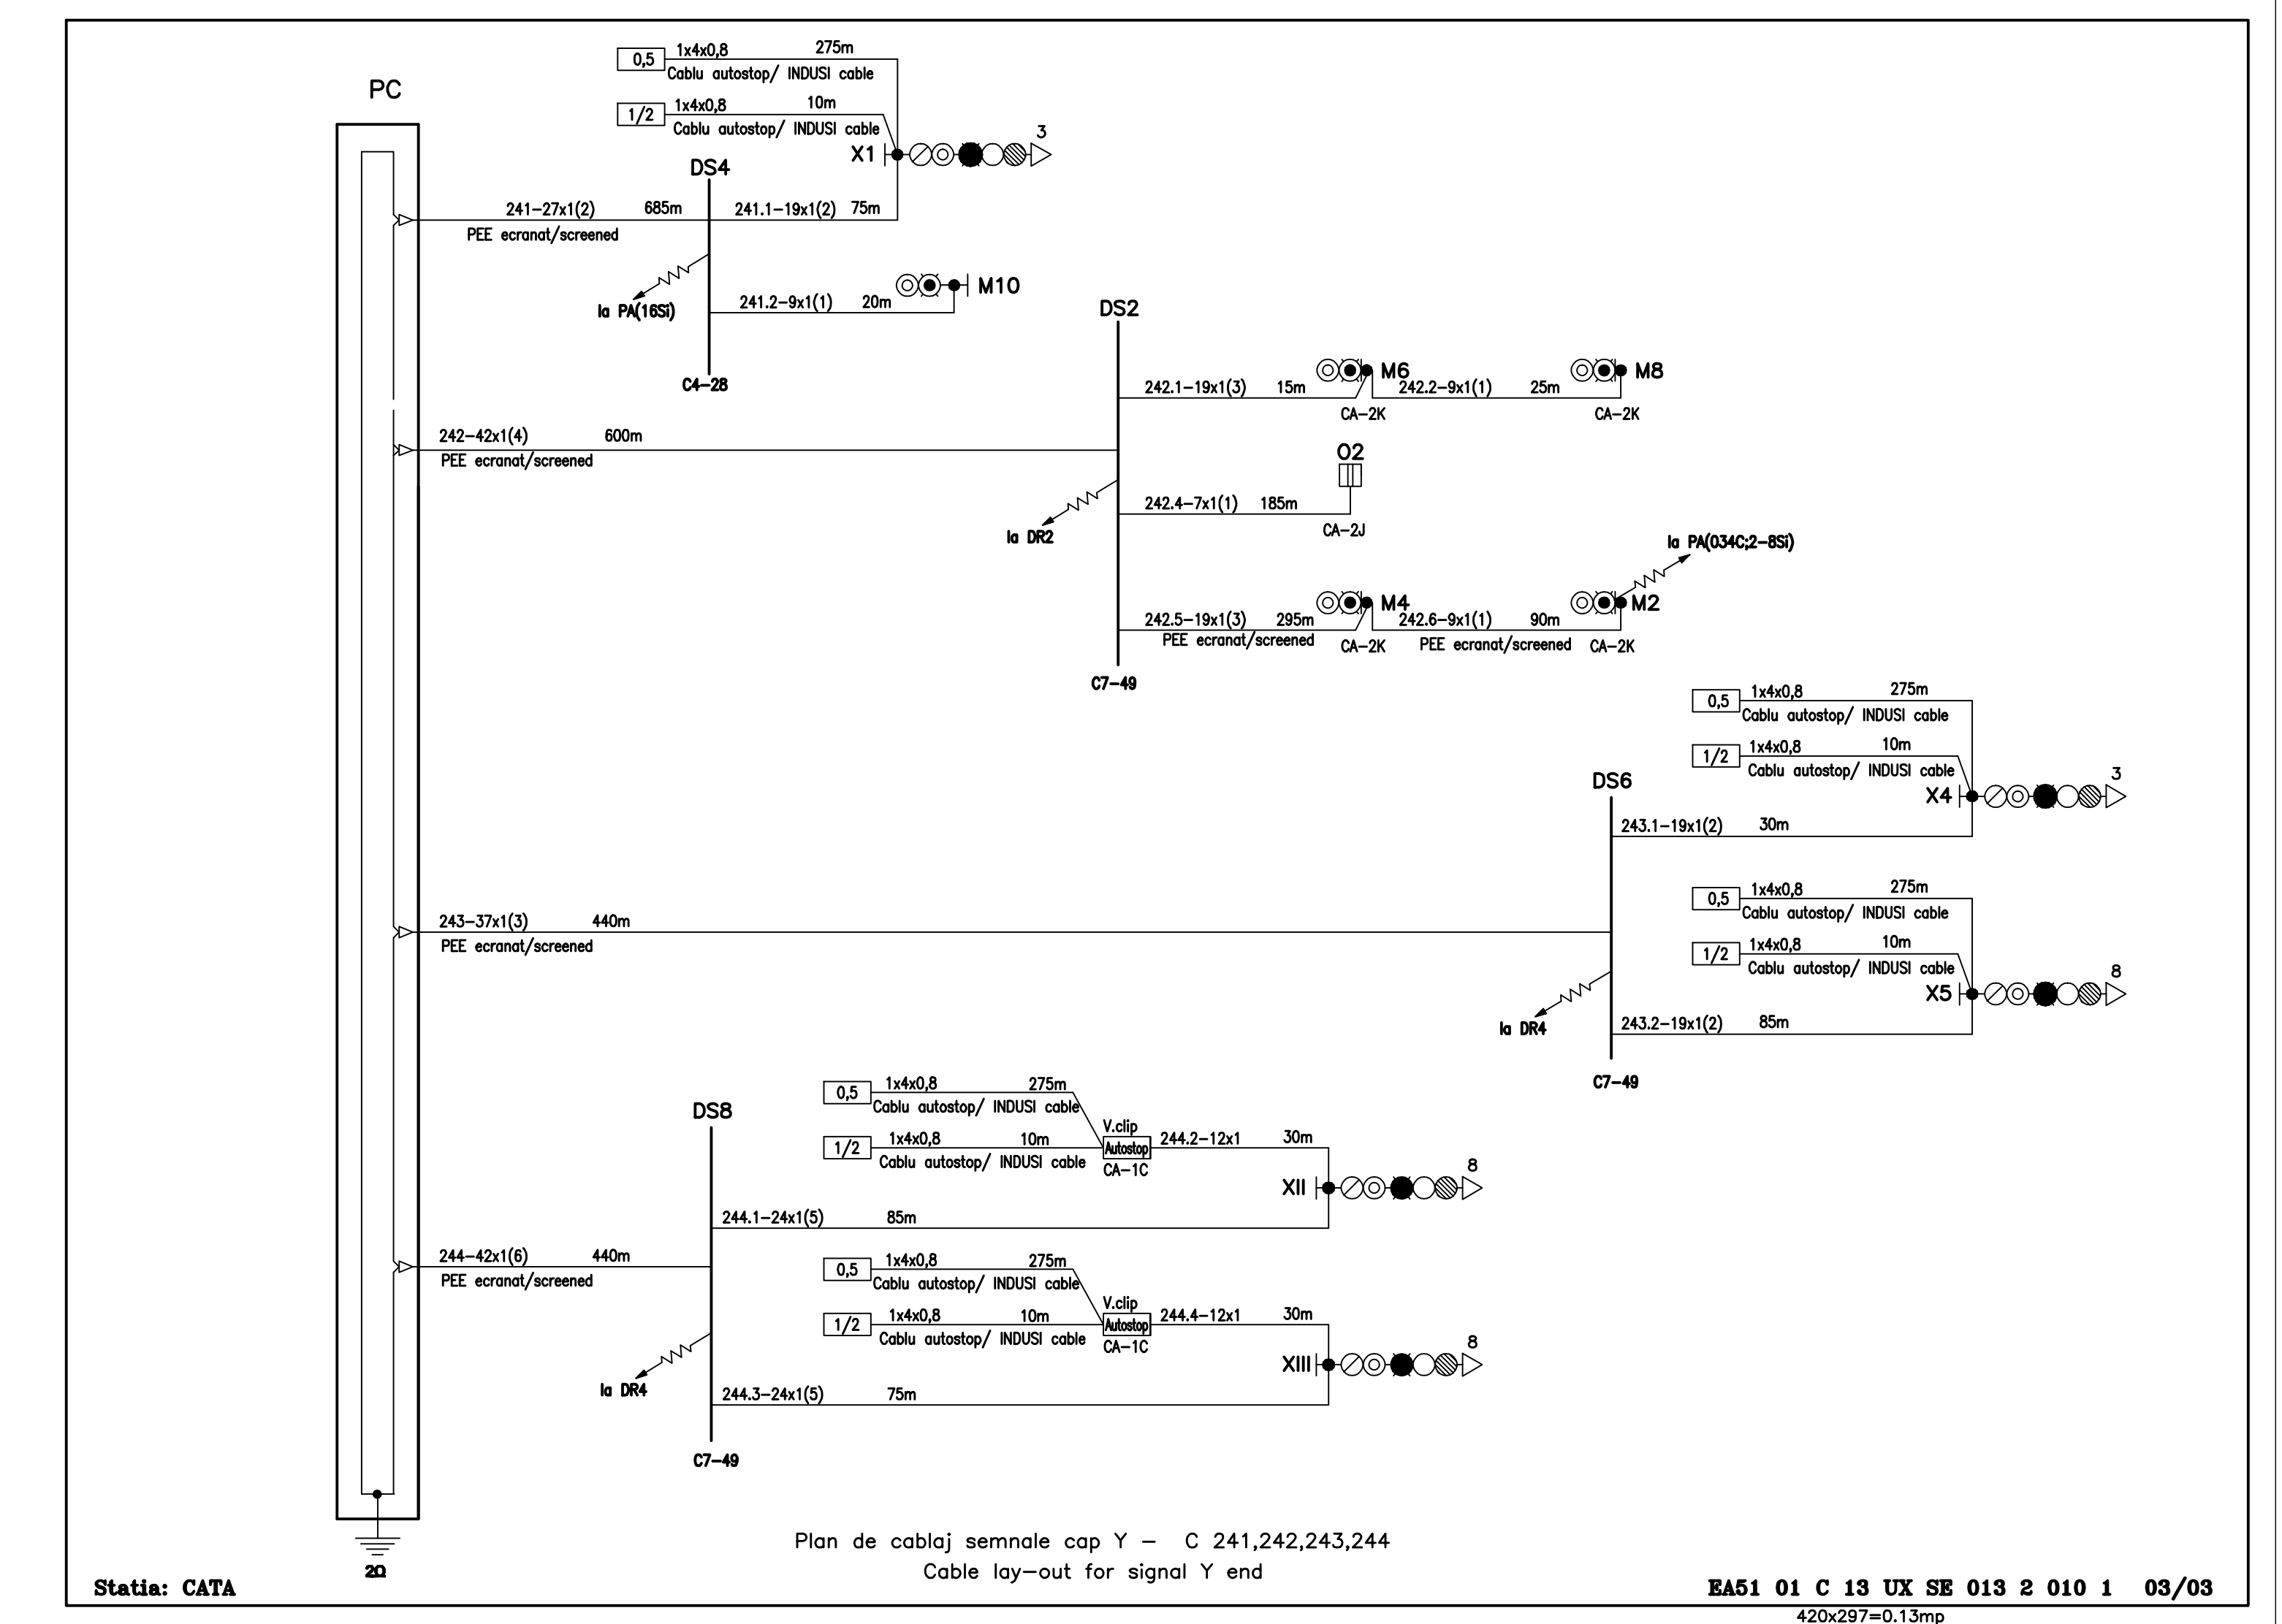 PC
0,5 1x4x0,8 275m
Cablu autostop/ INDUSI cable
1/2 1x4x0,8 10m
Cablu autostop/ INDUSI cable
X1 3
DS4
241-27x1(2) 685m 241.1-19x1(2) 75m
PEE ecranat/screened
la PA(16Si)
241.2-9x1(1) 20m
M10
C4-28
DS2
M6 M8
242.1-19x1(3) 15m 242.2-9x1(1) 25m
CA-2K CA-2K
242-42x1(4) 600m
PEE ecranat/screened
O2
242.4-7x1(1) 185m
CA-2J
la DR2
la PA(034C;2-8Si)
M4 M2
242.5-19x1(3) 295m 242.6-9x1(1) 90m
PEE ecranat/screened CA-2K PEE ecranat/screened CA-2K
C7-49
0,5 1x4x0,8 275m
Cablu autostop/ INDUSI cable
1/2 1x4x0,8 10m
Cablu autostop/ INDUSI cable
DS6
X4 3
243.1-19x1(2) 30m
0,5 1x4x0,8 275m
Cablu autostop/ INDUSI cable
243-37x1(3) 440m
PEE ecranat/screened
1/2 1x4x0,8 10m
Cablu autostop/ INDUSI cable
X5 8
243.2-19x1(2) 85m
la DR4
C7-49
DS8
0,5 1x4x0,8 275m
Cablu autostop/ INDUSI cable
1/2 1x4x0,8 10m
Cablu autostop/ INDUSI cable
V.clip
Autostop
CA-1C
244.2-12x1 30m
XII 8
244.1-24x1(5) 85m
244-42x1(6) 440m
PEE ecranat/screened
0,5 1x4x0,8 275m
Cablu autostop/ INDUSI cable
1/2 1x4x0,8 10m
Cablu autostop/ INDUSI cable
V.clip
Autostop
CA-1C
244.4-12x1 30m
XIII 8
244.3-24x1(5) 75m
la DR4
C7-49
2Ω
Plan de cablaj semnale cap Y - C 241,242,243,244
Cable lay-out for signal Y end
Statia: CATA
EA51 01 C 13 UX SE 013 2 010 1 03/03
420x297=0.13mp